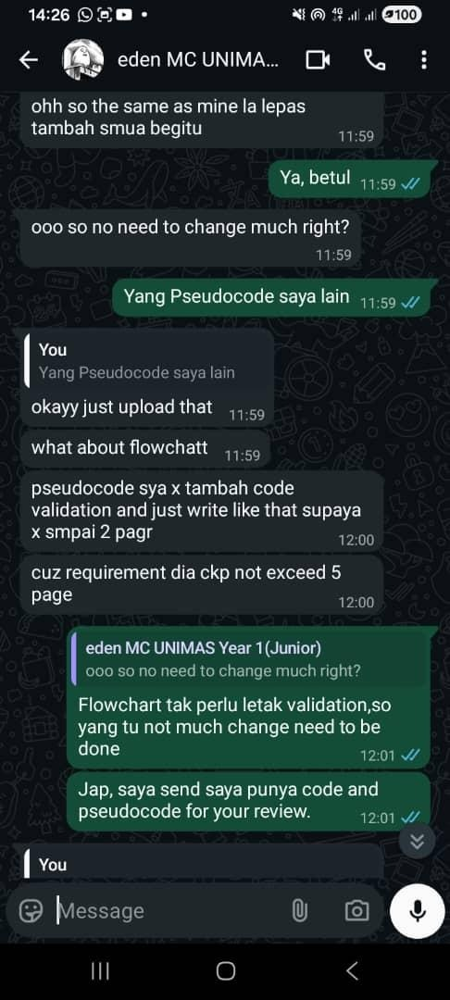 14:26
4G
100
eden MC UNIMA...
ohh so the same as mine la lepas
tambah smua begitu
11:59
Ya, betul
11:59
ooo so no need to change much right?
11:59
Yang Pseudocode saya lain
11:59
You
Yang Pseudocode saya lain
okayy just upload that
11:59
what about flowchatt
11:59
pseudocode sya x tambah code
validation and just write like that supaya
x smpai 2 pagr
12:00
cuz requirement dia ckp not exceed 5
page
12:00
eden MC UNIMAS Year 1(Junior)
ooo so no need to change much right?
Flowchart tak perlu letak validation,so
yang tu not much change need to be
done
12:01
Jap, saya send saya punya code and
pseudocode for your review.
12:01
You
Message